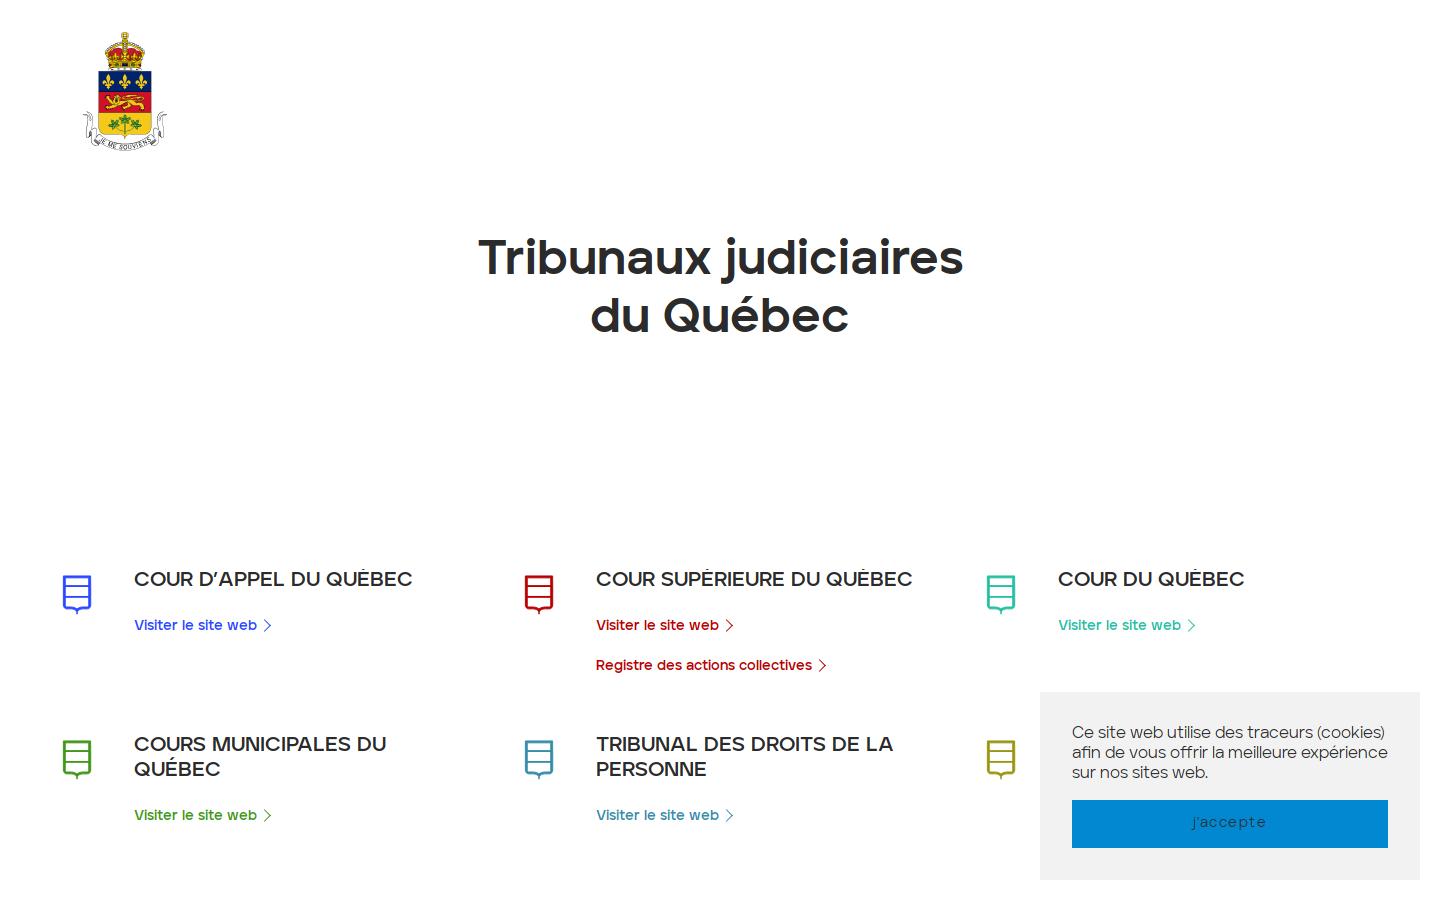 JE ME SOUVIENS
Tribunaux judiciaires
du Québec
COUR D'APPEL DU QUÉBEC
Visiter le site web
COUR SUPÉRIEURE DU QUÉBEC
Visiter le site web
Registre des actions collectives
COUR DU QUÉBEC
Visiter le site web
COURS MUNICIPALES DU
QUÉBEC
Visiter le site web
TRIBUNAL DES DROITS DE LA
PERSONNE
Visiter le site web
Ce site web utilise des traceurs (cookies)
afin de vous offrir la meilleure expérience
sur nos sites web.
j'accepte